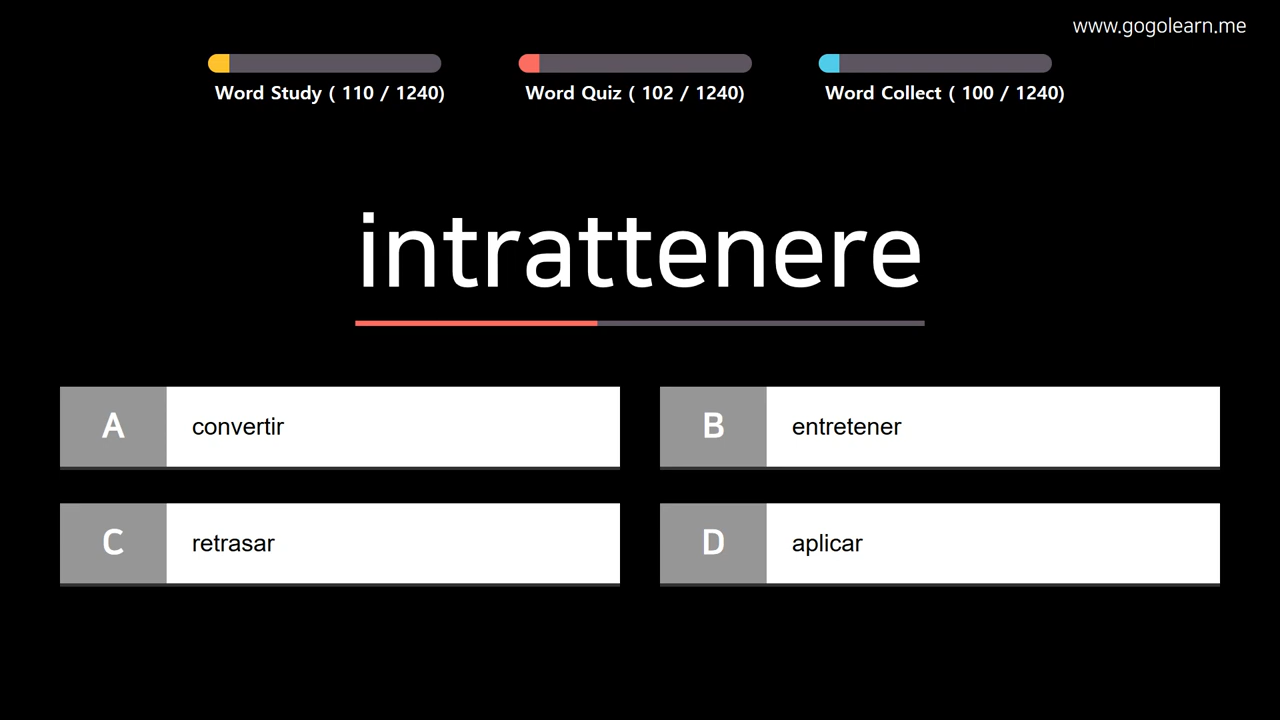 www.gogolearn.me
Word Study ( 110 / 1240)
Word Quiz ( 102 / 1240)
Word Collect ( 100 / 1240)
intrattenere
A
convertir
B
entretener
C
retrasar
D
aplicar